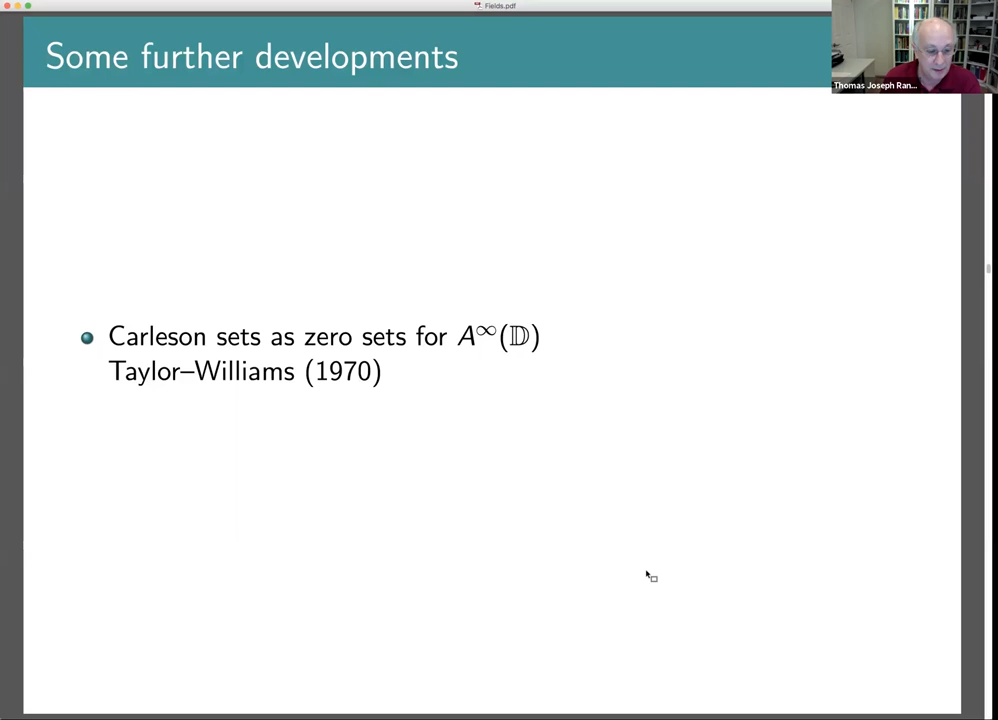 Fields.pdf
Some further developments
Thomas Joseph Ran...
Carleson sets as zero sets for A^∞(𝔻)
Taylor–Williams (1970)